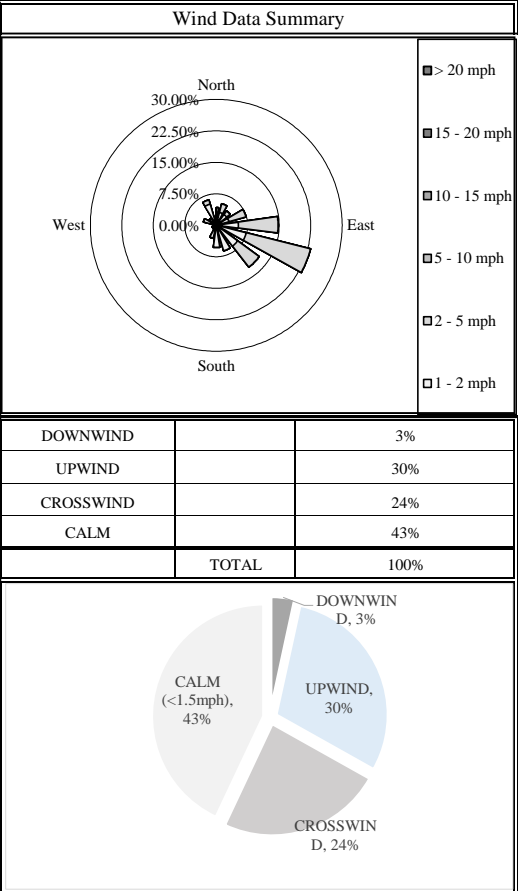 Wind Data Summary
North
30.00%
22.50%
15.00%
7.50%
0.00%
West
East
South
> 20 mph
15 - 20 mph
10 - 15 mph
5 - 10 mph
2 - 5 mph
1 - 2 mph
DOWNWIND 3%
UPWIND 30%
CROSSWIND 24%
CALM 43%
TOTAL 100%
DOWNWIN
D, 3%
UPWIND,
30%
CALM
(<1.5mph),
43%
CROSSWIN
D, 24%